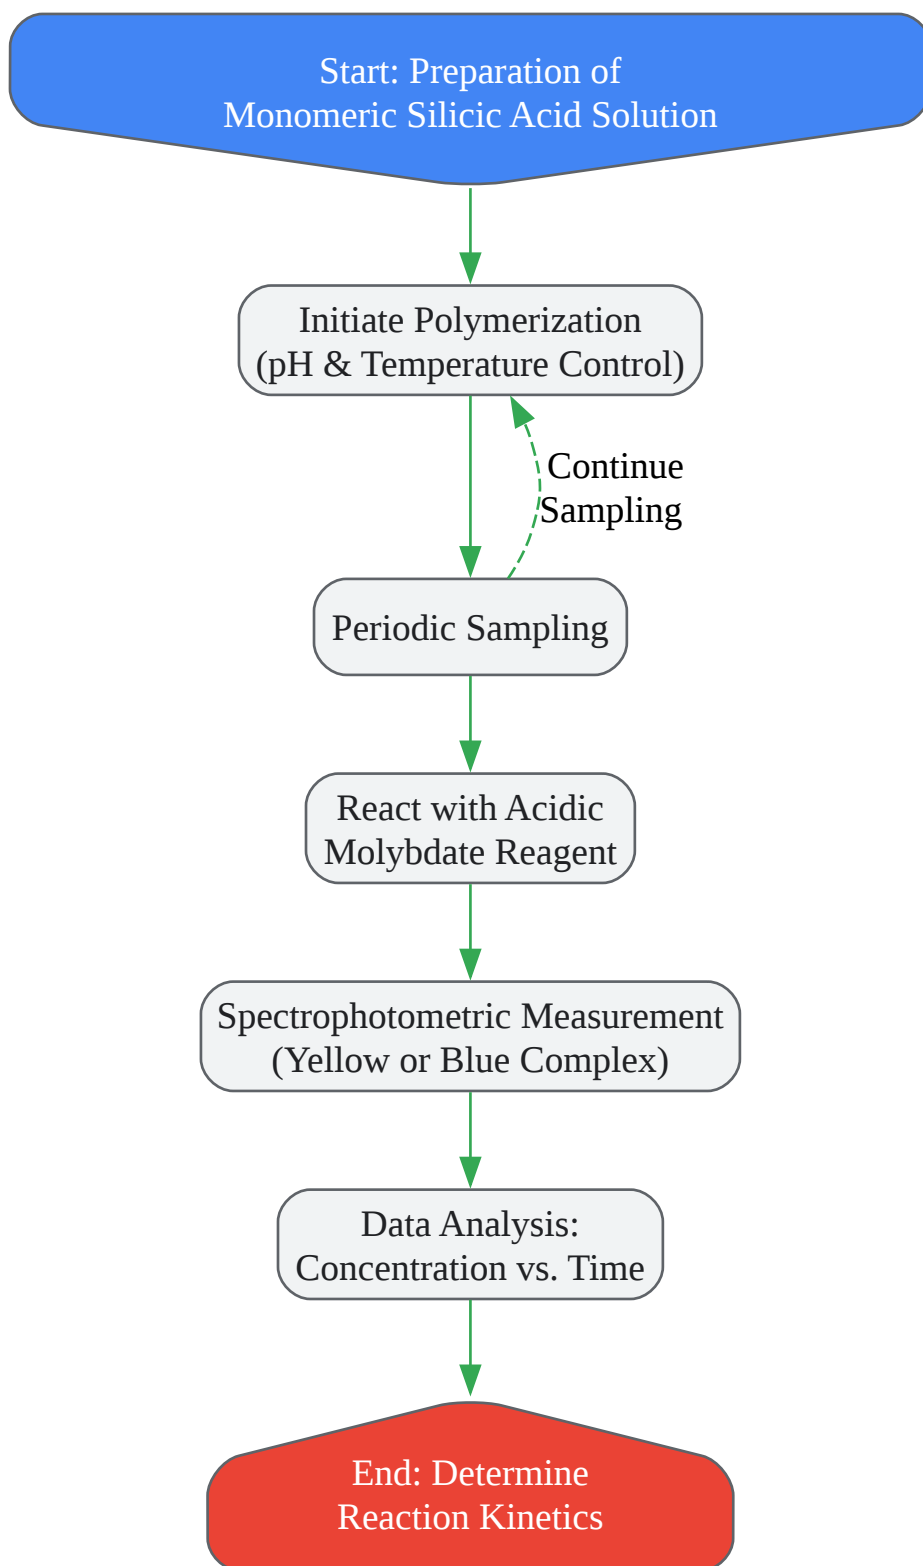 Start: Preparation of
Monomeric Silicic Acid Solution
Initiate Polymerization
(pH & Temperature Control)
Continue
Sampling
Periodic Sampling
React with Acidic
Molybdate Reagent
Spectrophotometric Measurement
(Yellow or Blue Complex)
Data Analysis:
Concentration vs. Time
End: Determine
Reaction Kinetics